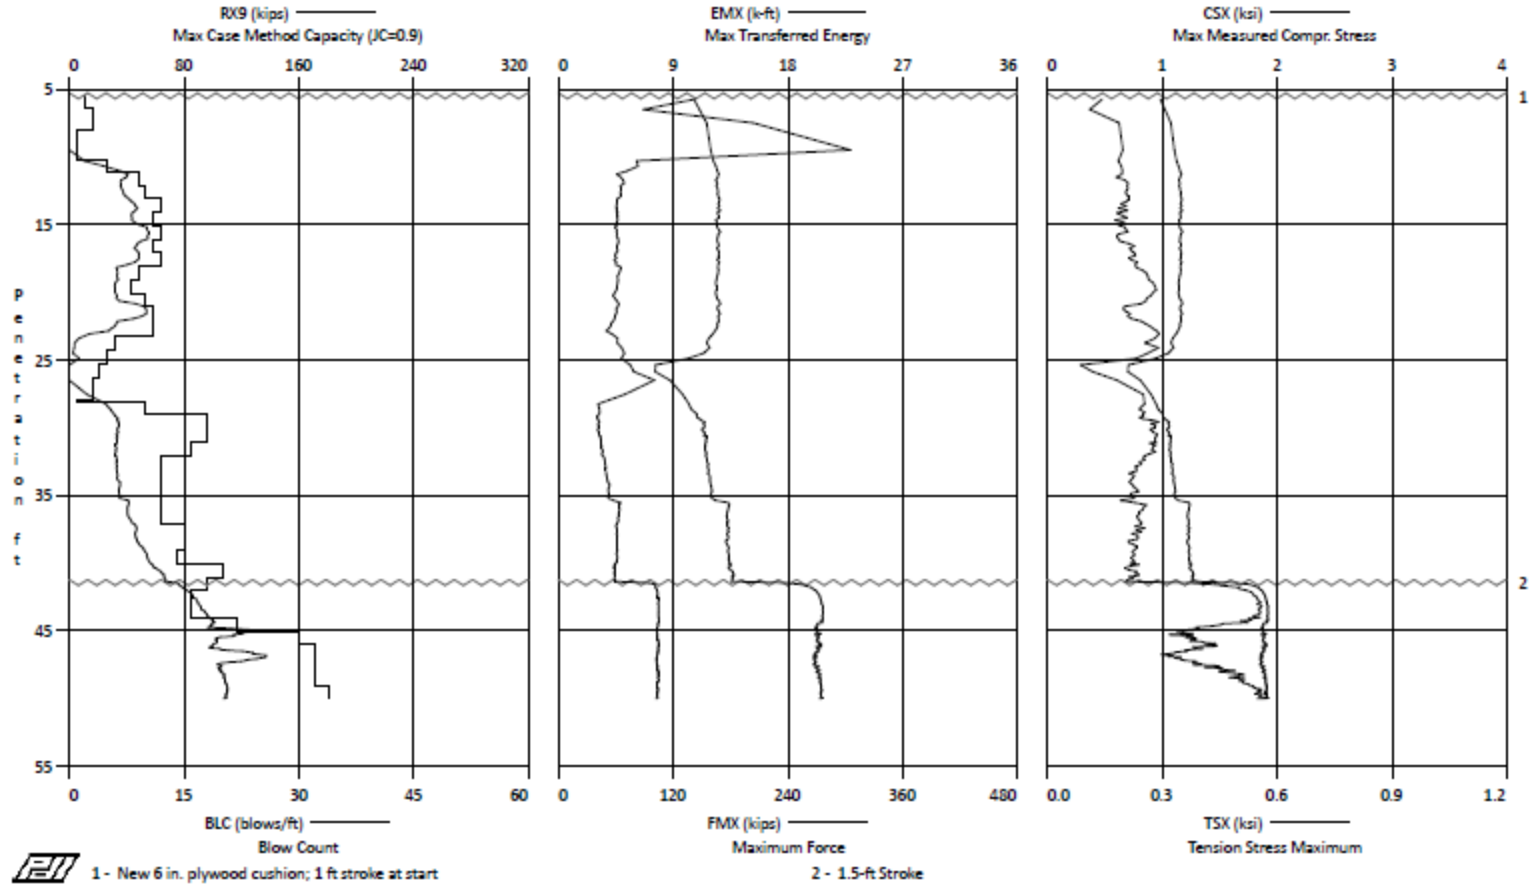 RX9 (kips) EMX (k-ft) CSX (ksi)
Max Case Method Capacity (JC=0.9) Max Transferred Energy Max Measured Compr. Stress
0 80 160 240 320 0 9 18 27 36 0 1 2 3 4
5 1
15
25
35
2
45
55
Penetration ft
0 15 30 45 60 0 120 240 360 480 0.0 0.3 0.6 0.9 1.2
BLC (blows/ft) FMX (kips) TSX (ksi)
Blow Count Maximum Force Tension Stress Maximum
PDI 1 - New 6 in. plywood cushion; 1 ft stroke at start 2 - 1.5-ft Stroke